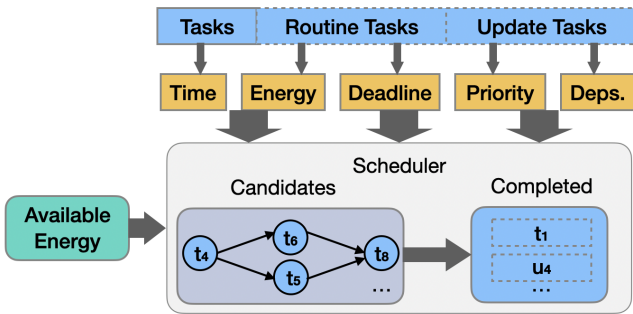 Tasks Routine Tasks Update Tasks
Time Energy Deadline Priority Deps.
Scheduler
Candidates Completed
Available
Energy
t4 t6 t5 t8
...
t1
u4
...